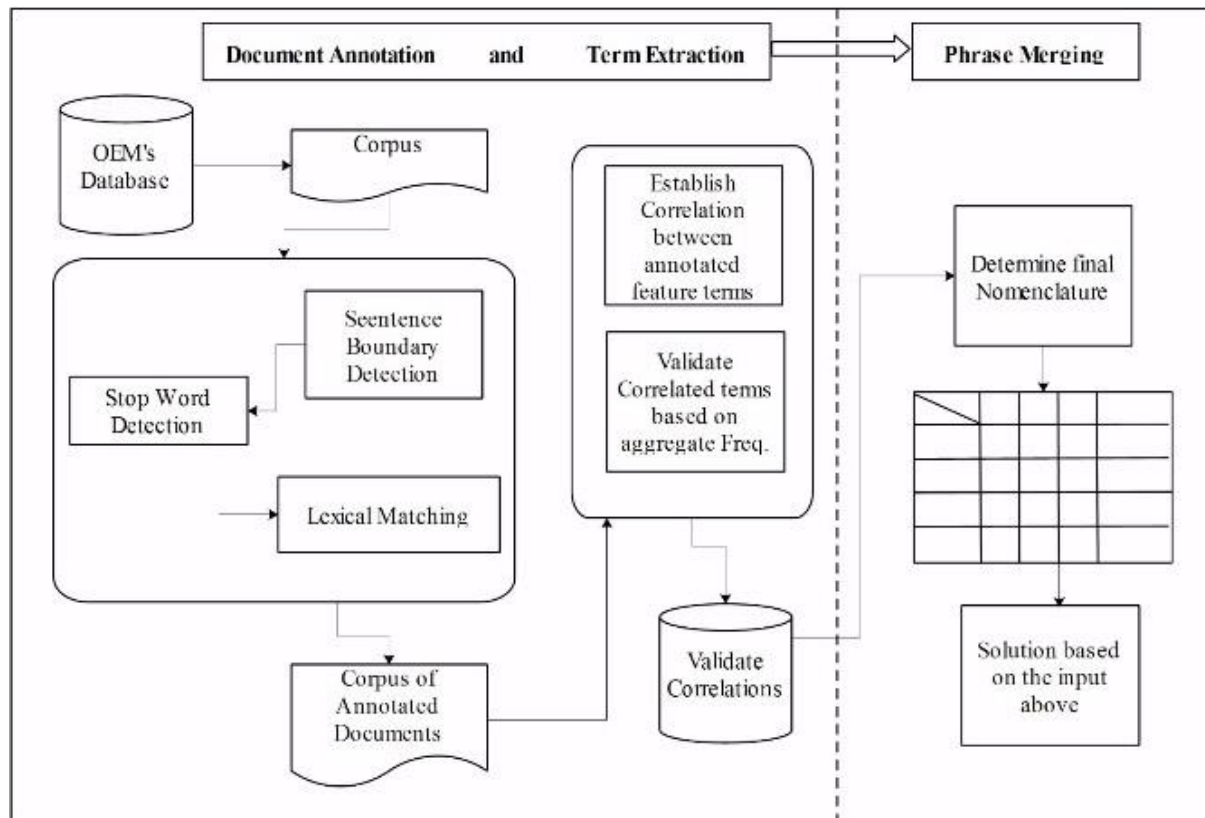 Document Annotation and Term Extraction
Phrase Merging
OEM's
Database
Corpus
Seentence
Boundary
Detection
Stop Word
Detection
Lexical Matching
Corpus of
Annotated
Documents
Establish
Correlation
between
annotated
feature terms
Validate
Correlated terms
based on
aggregate Freq.
Validate
Correlations
Determine final
Nomenclature
Solution based
on the input
above